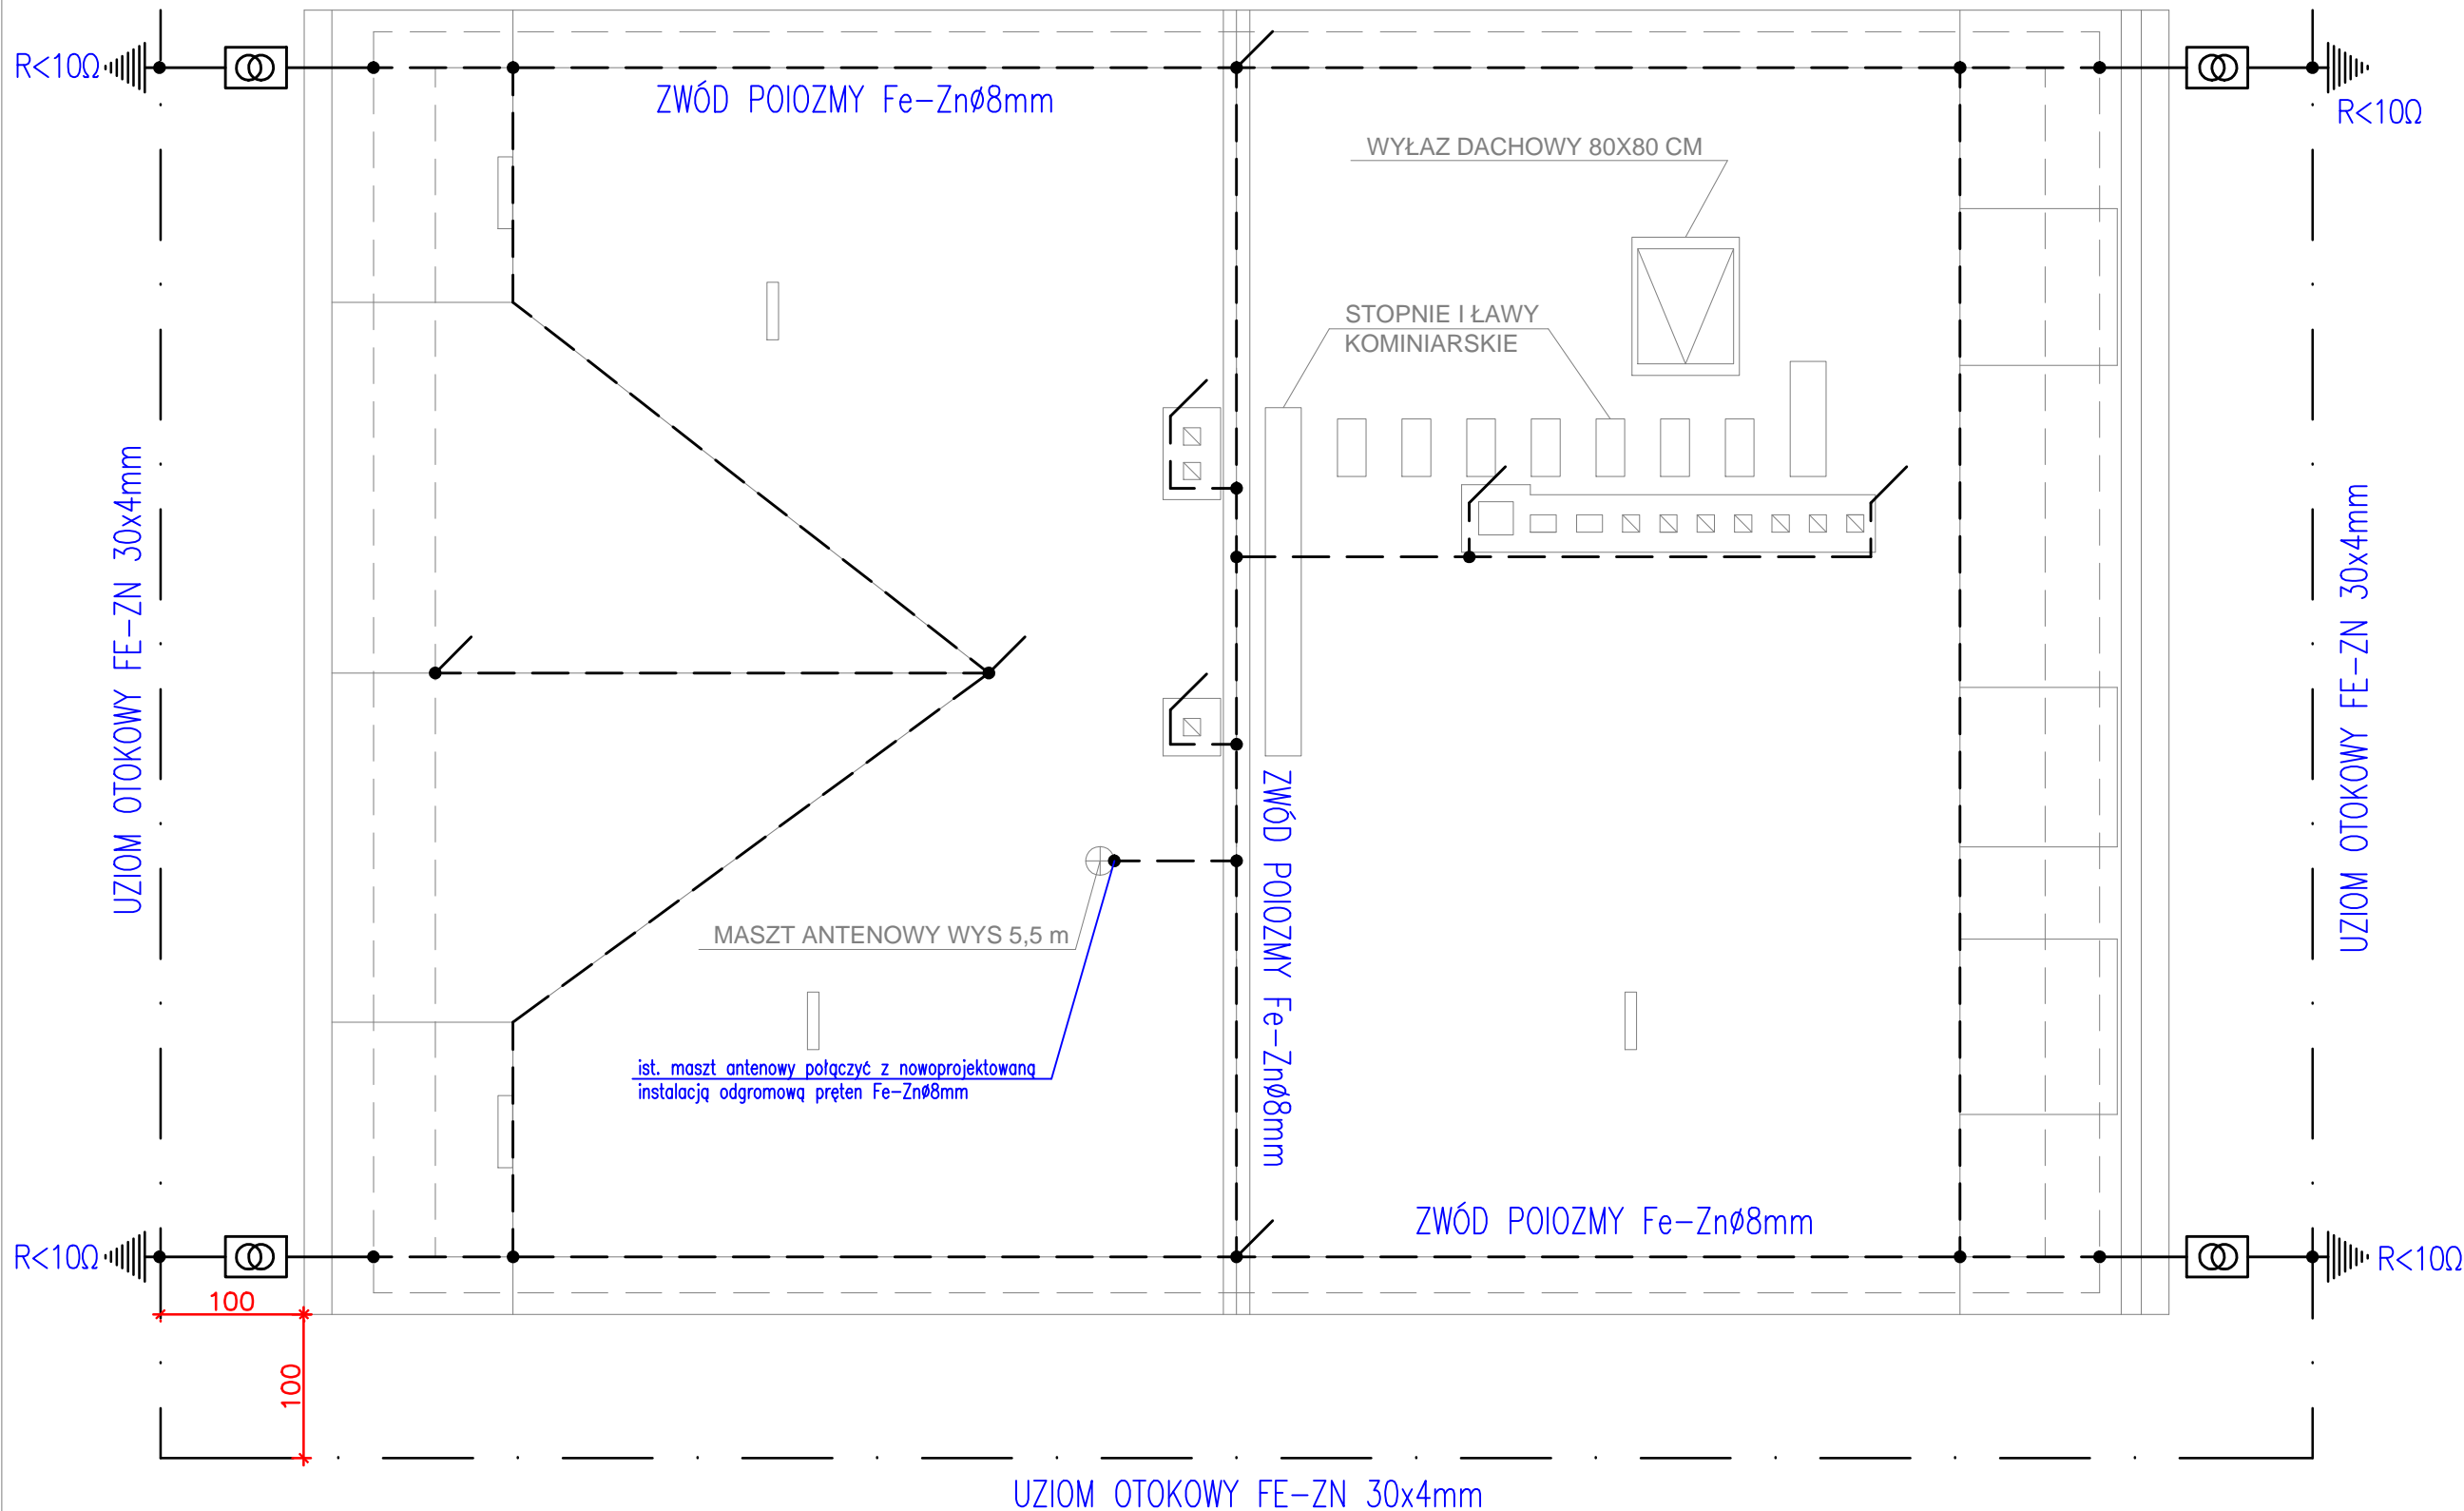 R<10Ω
ZWÓD POIOZMY Fe-Znø8mm
R<10Ω
WYŁAZ DACHOWY 80X80 CM
STOPNIE I ŁAWY
KOMINIARSKIE
UZIOM OTOKOWY FE-ZN 30x4mm
UZIOM OTOKOWY FE-ZN 30x4mm
ZWÓD POIOZMY Fe-Znø8mm
MASZT ANTENOWY WYS 5,5 m
ist. maszt antenowy połączyć z nowoprojektowaną
instalacją odgromową pręten Fe-Znø8mm
ZWÓD POIOZMY Fe-Znø8mm
R<10Ω
R<10Ω
100
100
UZIOM OTOKOWY FE-ZN 30x4mm